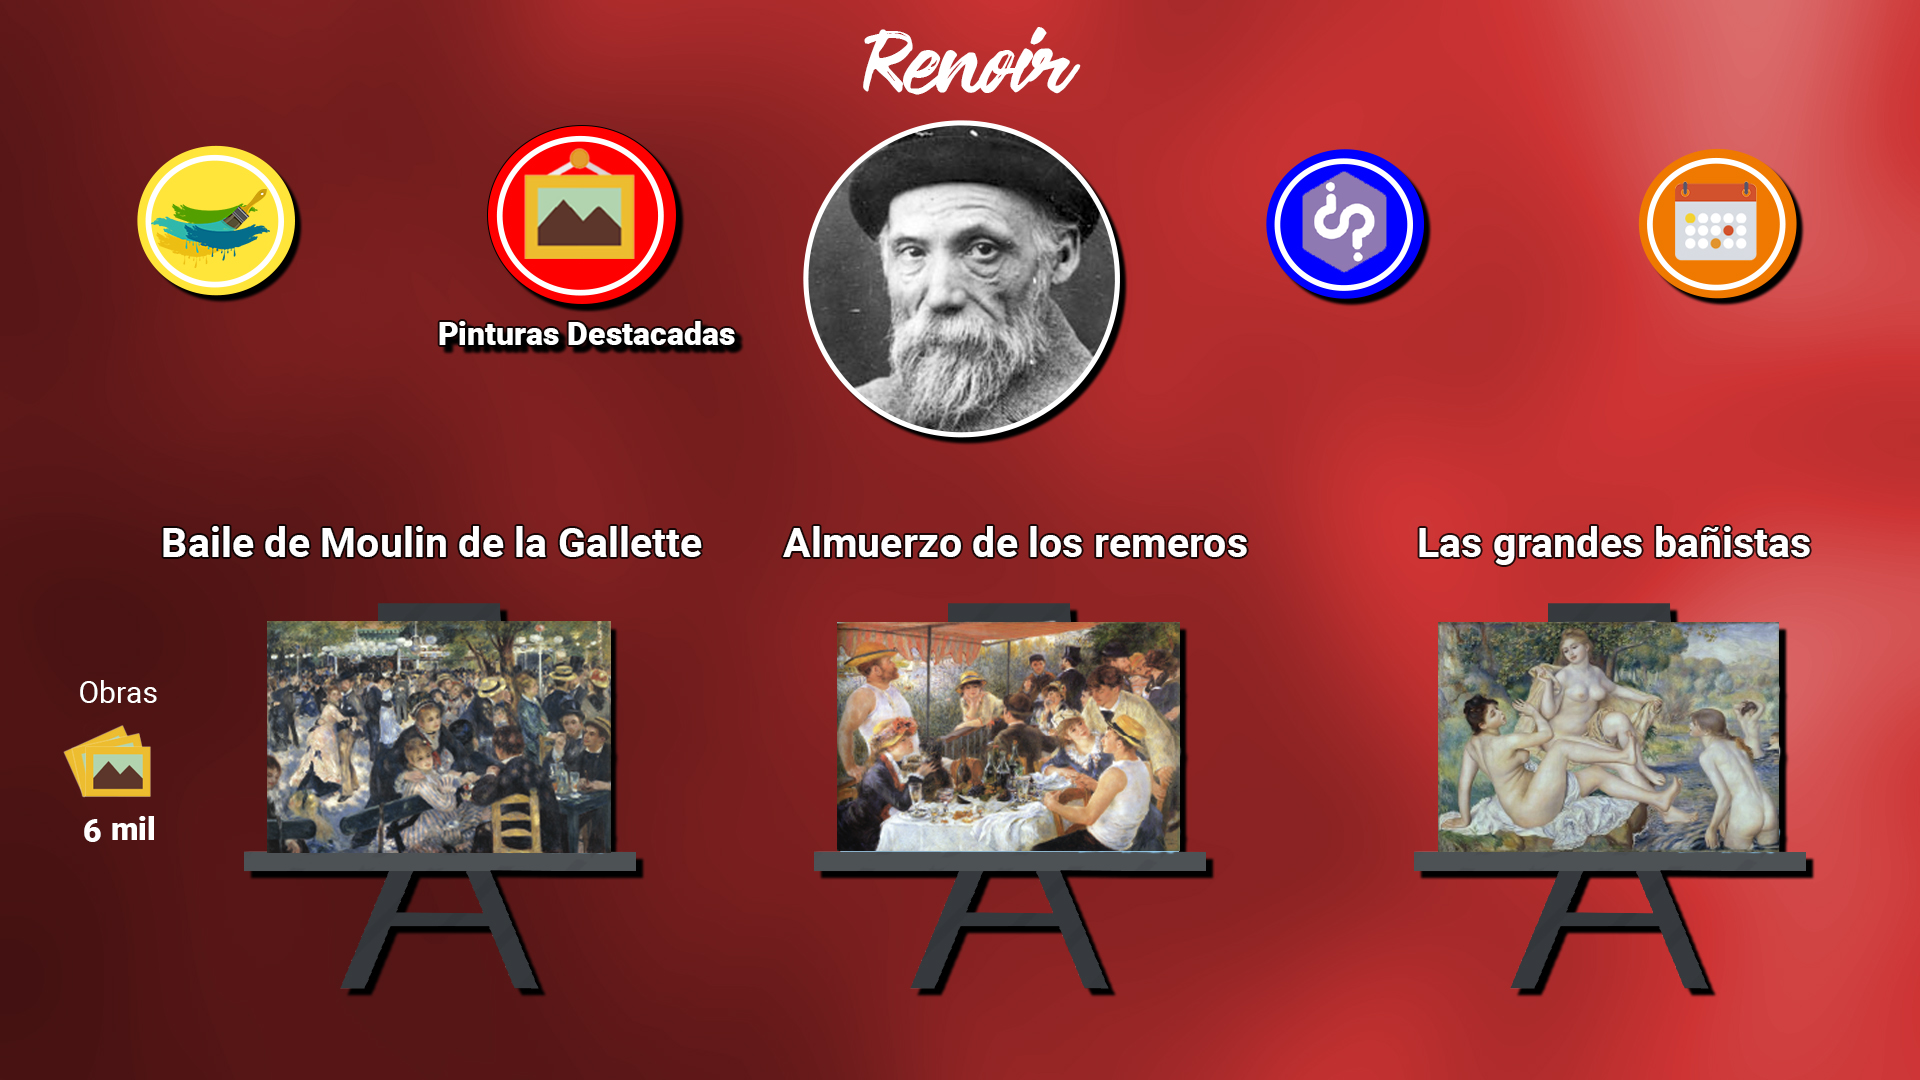 Renoir
Pinturas Destacadas
Baile de Moulin de la Gallette
Almuerzo de los remeros
Las grandes bañistas
Obras
6 mil